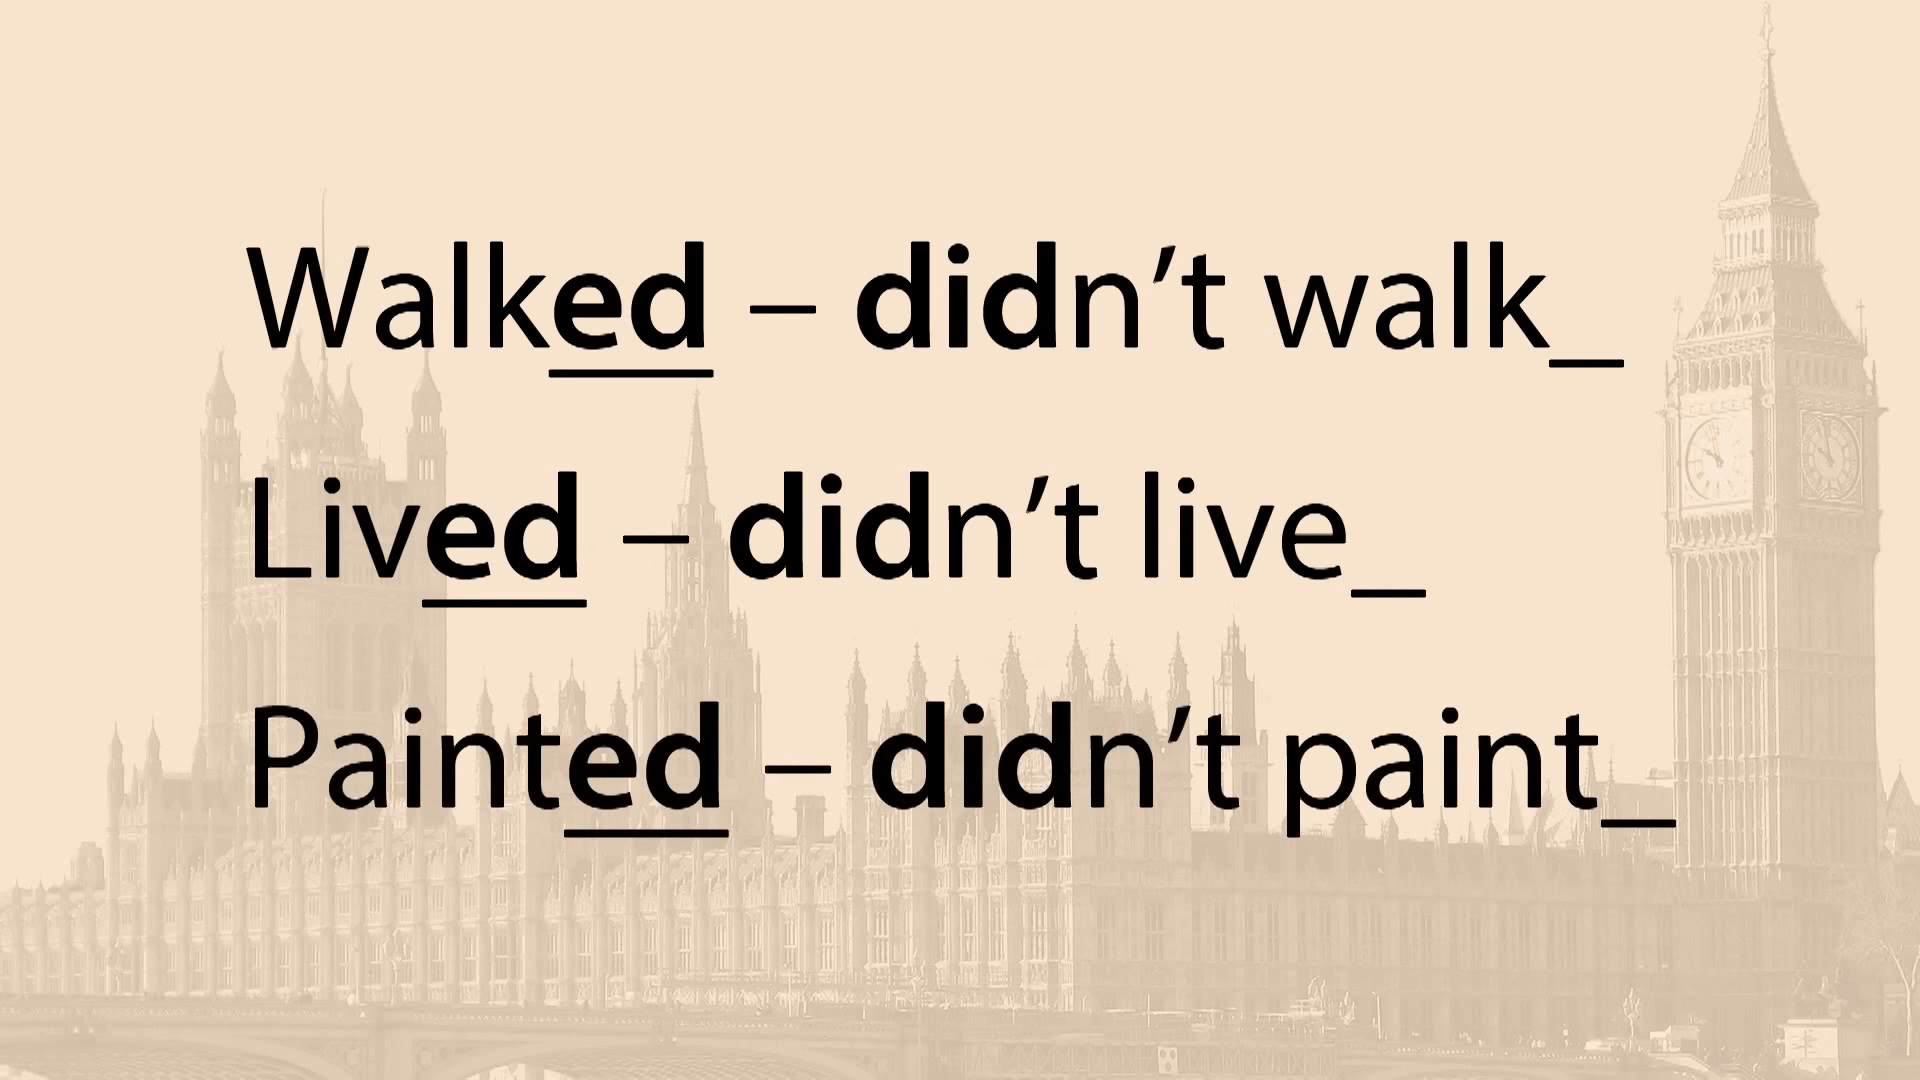 Walked – didn’t walk_
Lived – didn’t live_
Painted – didn’t paint_